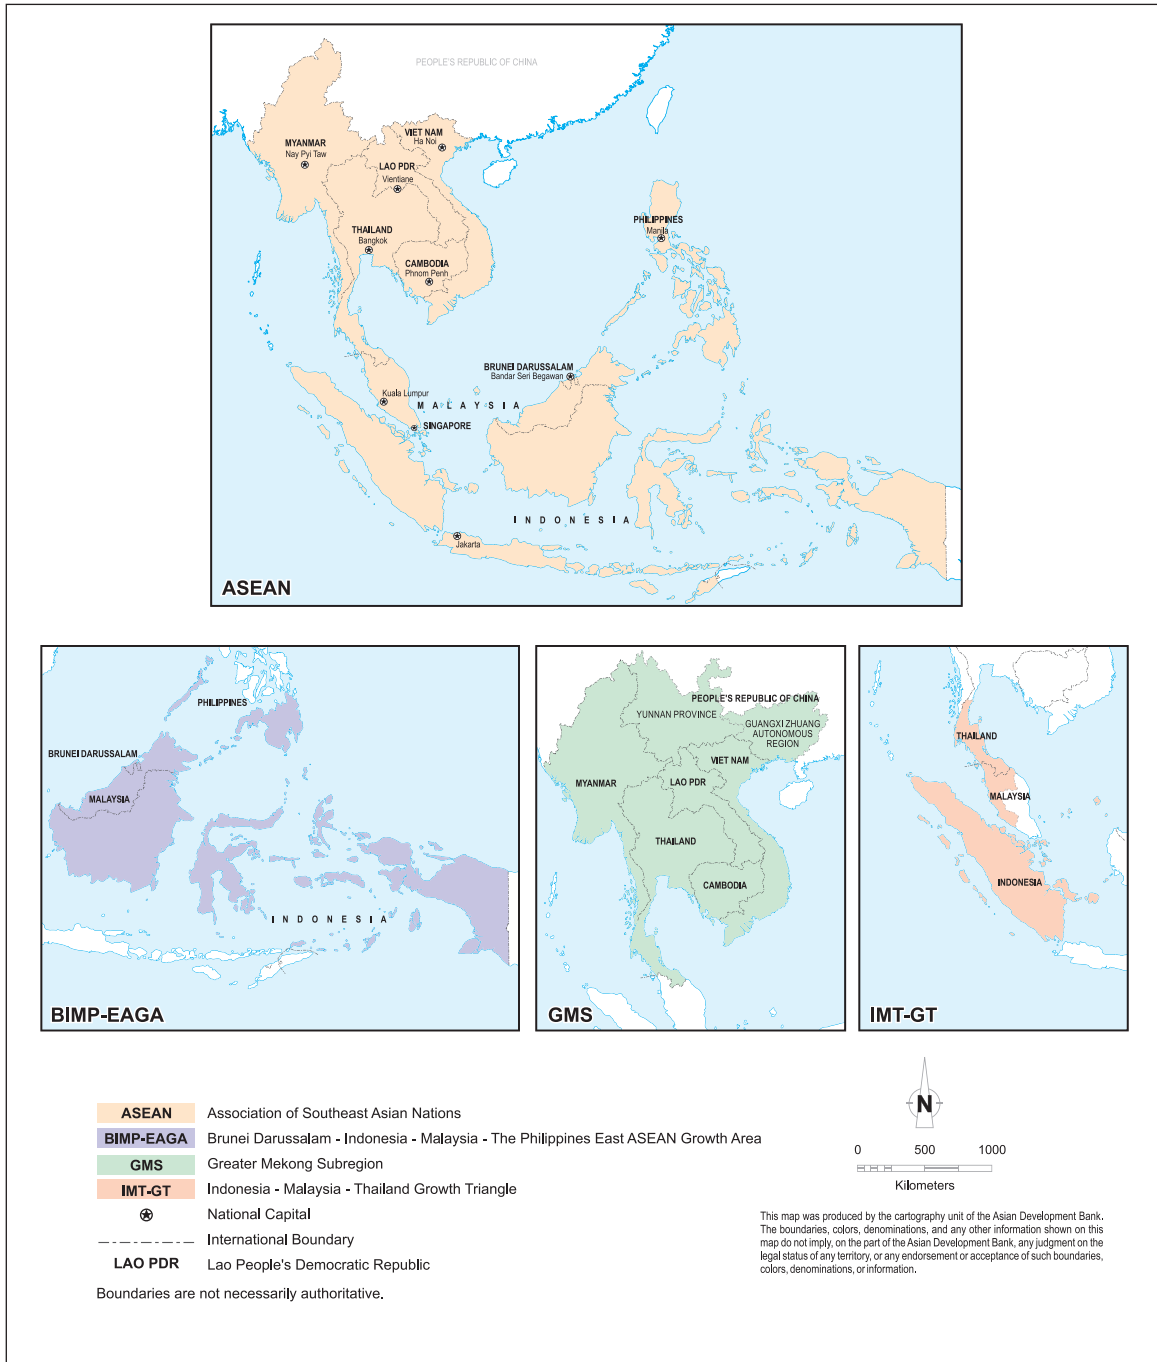 PEOPLE'S REPUBLIC OF CHINA
MYANMAR
Nay Pyi Taw
VIET NAM
Ha Noi
LAO PDR
Vientiane
THAILAND
Bangkok
CAMBODIA
Phnom Penh
PHILIPPINES
Manila
BRUNEI DARUSSALAM
Bandar Seri Begawan
Kuala Lumpur
MALAYSIA
SINGAPORE
INDONESIA
Jakarta
ASEAN
PHILIPPINES
BRUNEI DARUSSALAM
MALAYSIA
INDONESIA
BIMP-EAGA
PEOPLE'S REPUBLIC OF CHINA
YUNNAN PROVINCE
GUANGXI ZHUANG
AUTONOMOUS
REGION
VIET NAM
MYANMAR
LAO PDR
THAILAND
CAMBODIA
GMS
THAILAND
MALAYSIA
INDONESIA
IMT-GT
ASEAN Association of Southeast Asian Nations
BIMP-EAGA Brunei Darussalam - Indonesia - Malaysia - The Philippines East ASEAN Growth Area
GMS Greater Mekong Subregion
IMT-GT Indonesia - Malaysia - Thailand Growth Triangle
National Capital
International Boundary
LAO PDR Lao People's Democratic Republic
Boundaries are not necessarily authoritative.
N
0 500 1000
Kilometers
This map was produced by the cartography unit of the Asian Development Bank.
The boundaries, colors, denominations, and any other information shown on this
map do not imply, on the part of the Asian Development Bank, any judgment on the
legal status of any territory, or any endorsement or acceptance of such boundaries,
colors, denominations, or information.